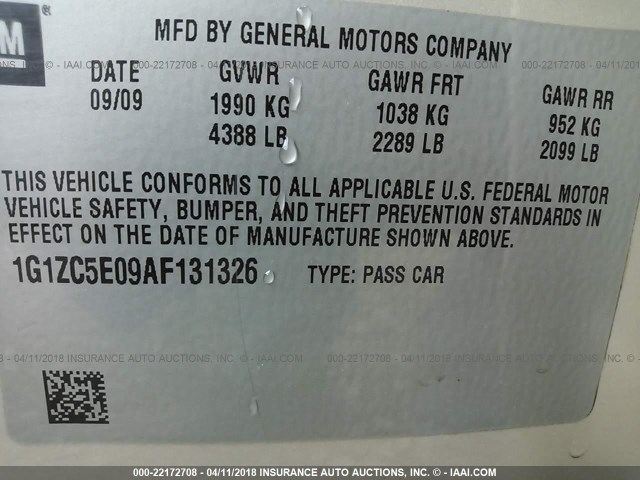 M
MFD BY GENERAL MOTORS COMPANY
DATE GVWR GAWR FRT GAWR RR
09/09 1990 KG 1038 KG 952 KG
4388 LB 2289 LB 2099 LB
THIS VEHICLE CONFORMS TO ALL APPLICABLE U.S. FEDERAL MOTOR
VEHICLE SAFETY, BUMPER, AND THEFT PREVENTION STANDARDS IN
EFFECT ON THE DATE OF MANUFACTURE SHOWN ABOVE.
1G1ZC5E09AF131326 TYPE: PASS CAR
000-22172708 - 04/11/2018 INSURANCE AUTO AUCTIONS, INC. © - IAAI.COM